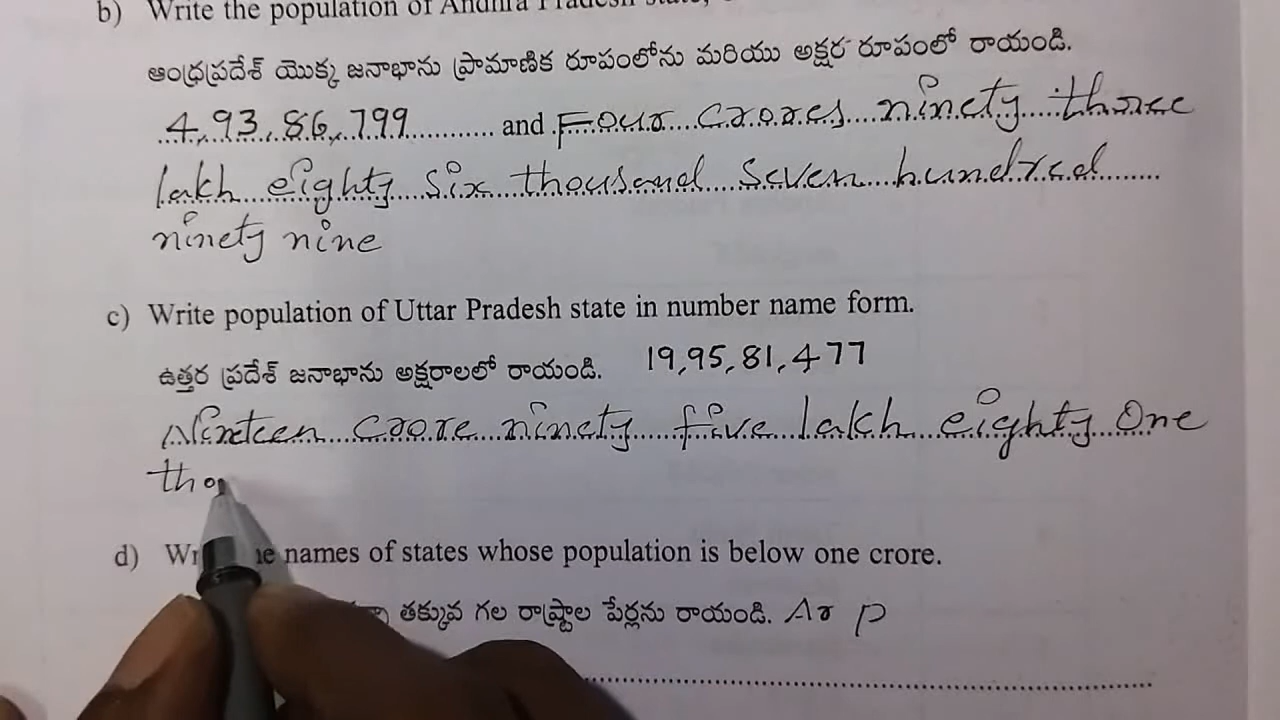 b) Write the population of Andhra Pradesh state,
ఆంధ్రప్రదేశ్ యొక్క జనాభాను ప్రామాణిక రూపంలోను మరియు అక్షర రూపంలో రాయండి.
4,93,86,799 and Four crores ninety three
lakh eighty six thousand seven hundred
ninety nine
c) Write population of Uttar Pradesh state in number name form.
ఉత్తర ప్రదేశ్ జనాభాను అక్షరాలలో రాయండి. 19,95,81,477
Ninteen crore ninety five lakh eighty One
tho
d) names of states whose population is below one crore.
తక్కువ గల రాష్ట్రాల పేర్లను రాయండి. Ar p